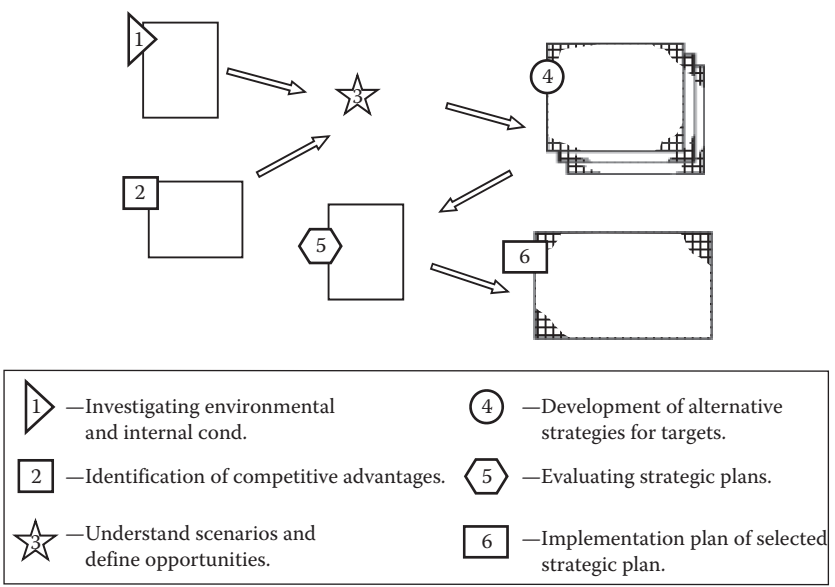 1
2
3
4
5
6
1 —Investigating environmental
and internal cond.
2 —Identification of competitive advantages.
3 —Understand scenarios and
define opportunities.
4 —Development of alternative
strategies for targets.
5 —Evaluating strategic plans.
6 —Implementation plan of selected
strategic plan.